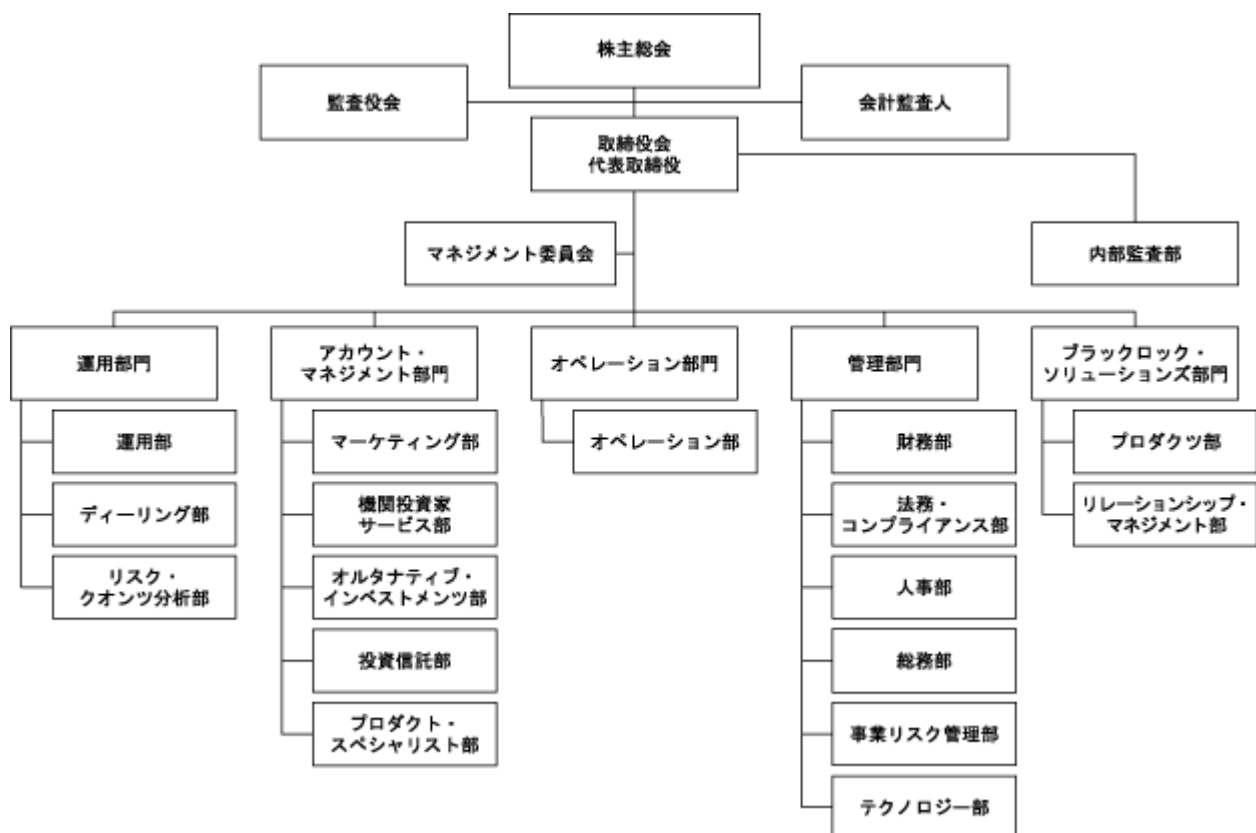 株主総会
監査役会
会計監査人
取締役会
代表取締役
マネジメント委員会
内部監査部
運用部門
アカウント・
マネジメント部門
オペレーション部門
管理部門
ブラックロック・
ソリューションズ部門
運用部
マーケティング部
オペレーション部
財務部
プロダクツ部
ディーリング部
機関投資家
サービス部
法務・
コンプライアンス部
リレーションシップ・
マネジメント部
リスク・
クオンツ分析部
オルタナティブ・
インベストメンツ部
人事部
投資信託部
総務部
プロダクト・
スペシャリスト部
事業リスク管理部
テクノロジー部